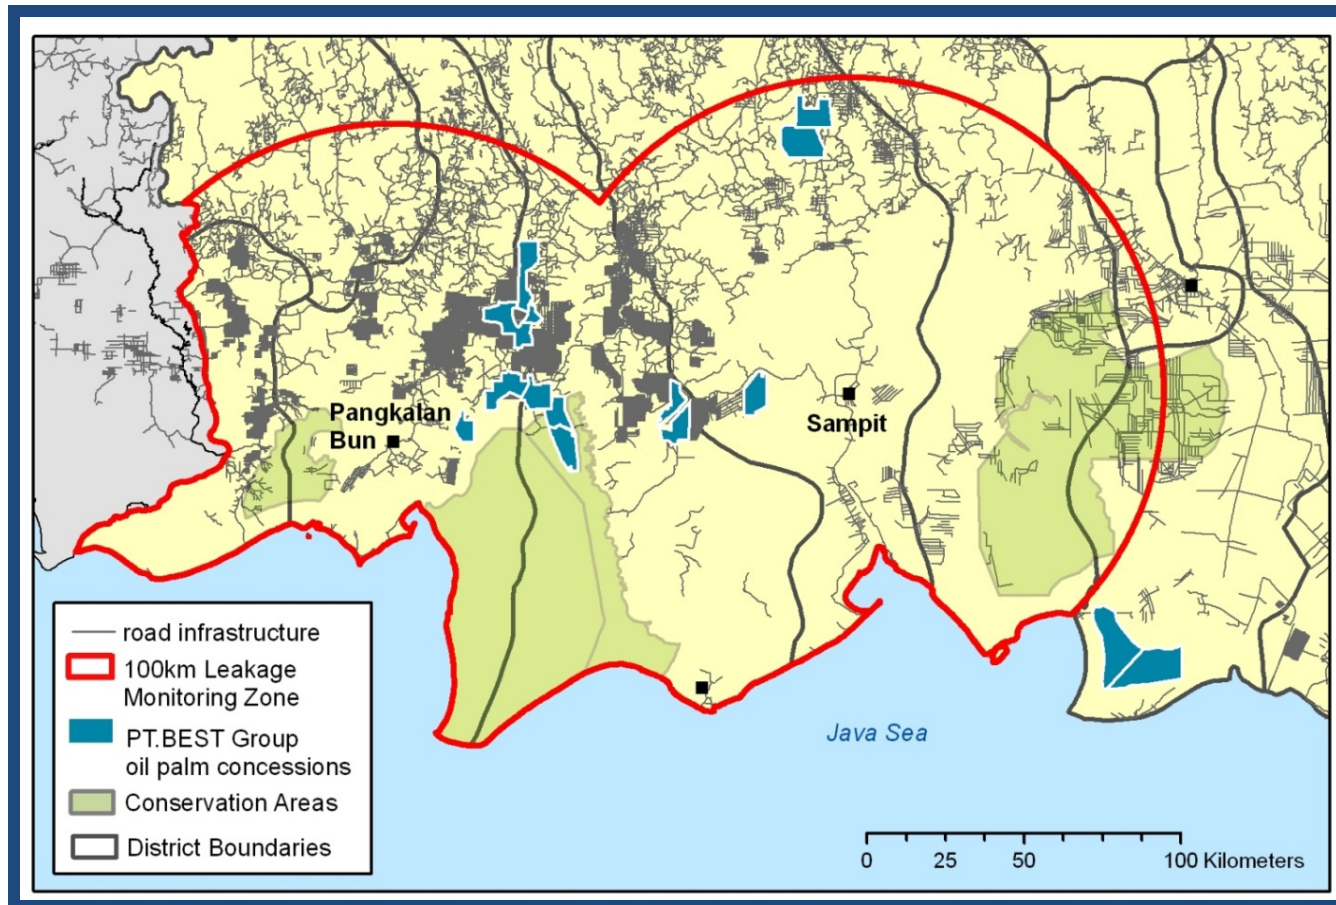 Pangkalan
Bun
Sampit
Java Sea
road infrastructure
100km Leakage
Monitoring Zone
PT.BEST Group
oil palm concessions
Conservation Areas
District Boundaries
0 25 50 100 Kilometers